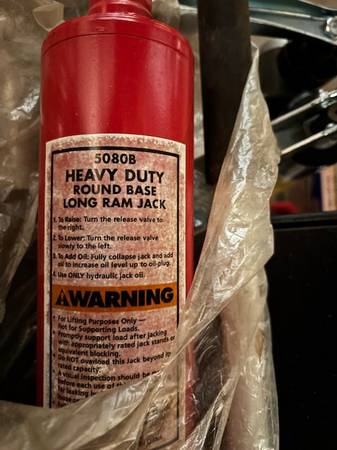 5080B
HEAVY DUTY
ROUND BASE
LONG RAM JACK
1. To Raise: Turn the release valve to
the right.
2. To Lower: Turn the release valve
slowly to the left.
3. To Add Oil: Fully collapse jack and add
oil to increase oil level up to oil-plug.
4. Use ONLY hydraulic jack oil.
WARNING
• For Lifting Purposes Only —
Not for Supporting Loads.
• Promptly support load after jacking
with appropriately rated jack stands or
equivalent blocking.
• Do NOT overload this Jack beyond
rated capacity.
• A visual inspection should be
before each use of
for leaking